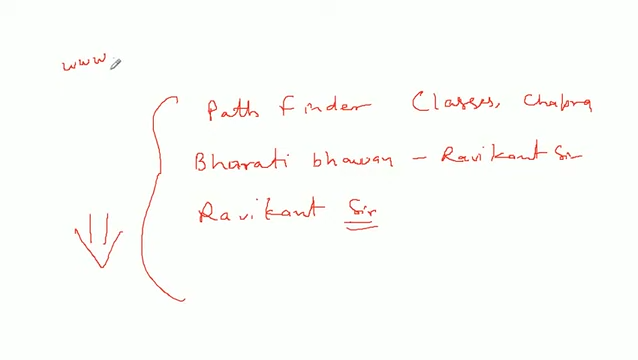 www.
Path Finder Classes, Chapra
Bharati bhawan - Ravikant Sir
Ravikant Sir